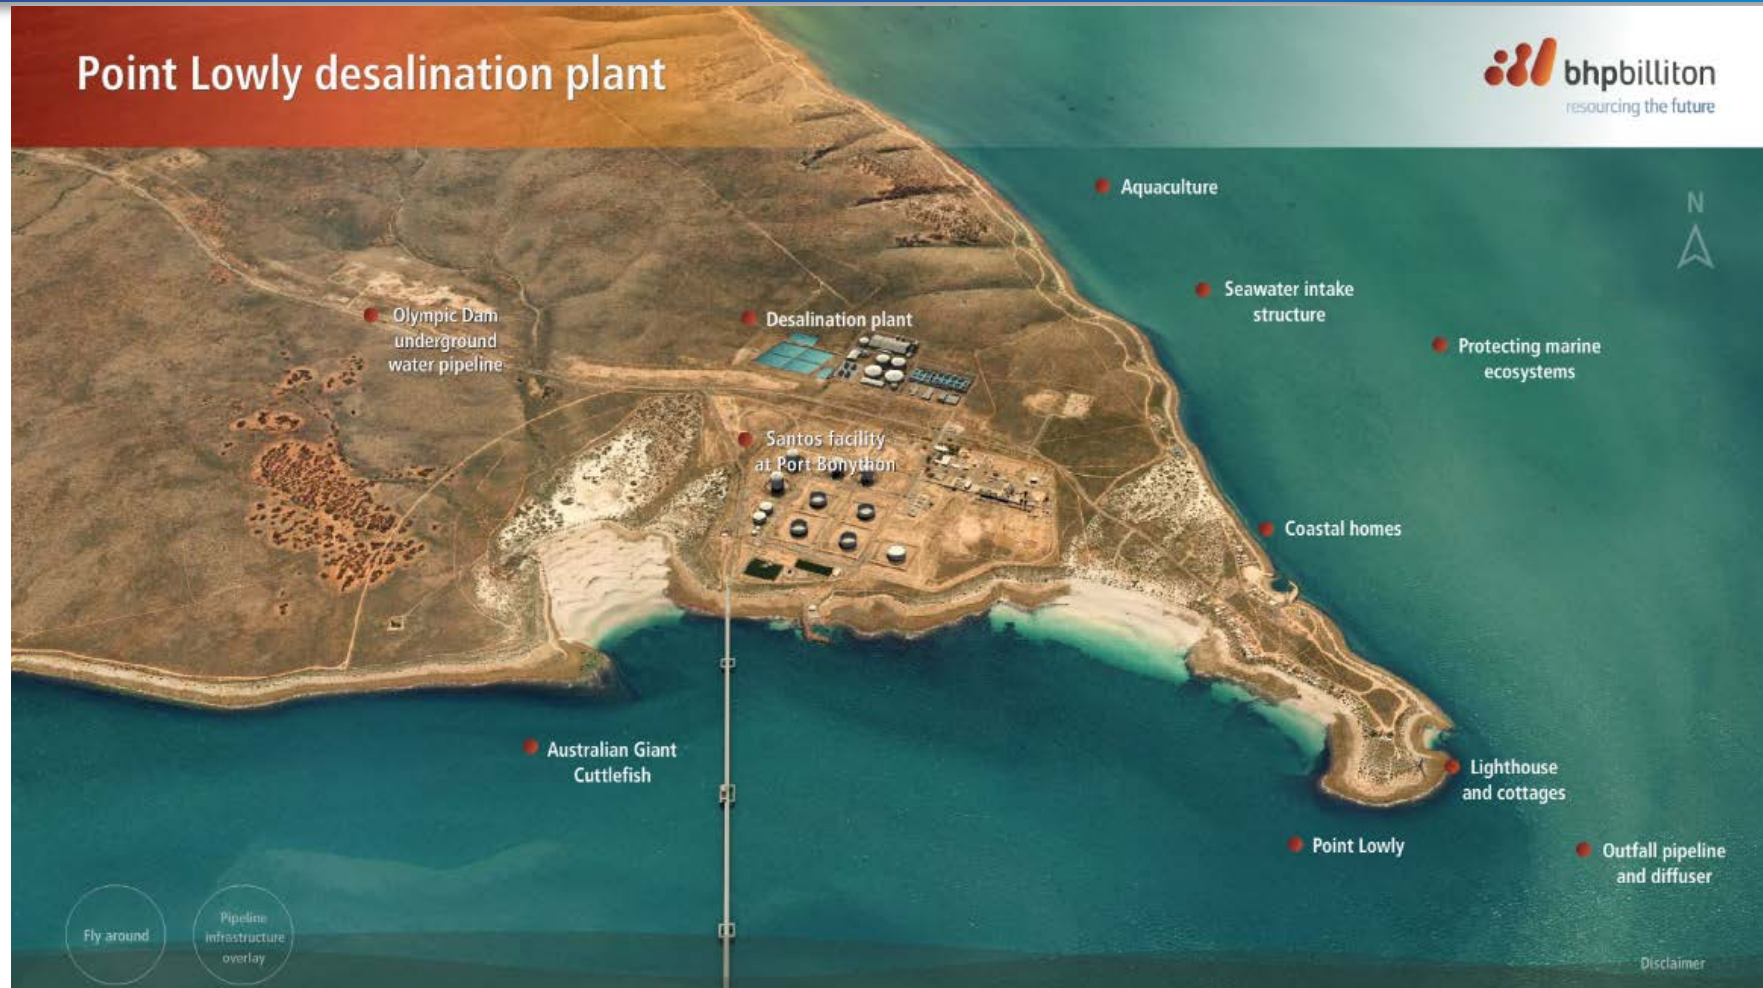 Point Lowly desalination plant
bhpbilliton
resourcing the future
Aquaculture
N
Seawater intake
structure
Olympic Dam
underground
water pipeline
Desalination plant
Protecting marine
ecosystems
Santos facility
at Port Bonython
Coastal homes
Australian Giant
Cuttlefish
Lighthouse
and cottages
Point Lowly
Outfall pipeline
and diffuser
Fly around
Pipeline
infrastructure
overlay
Disclaimer